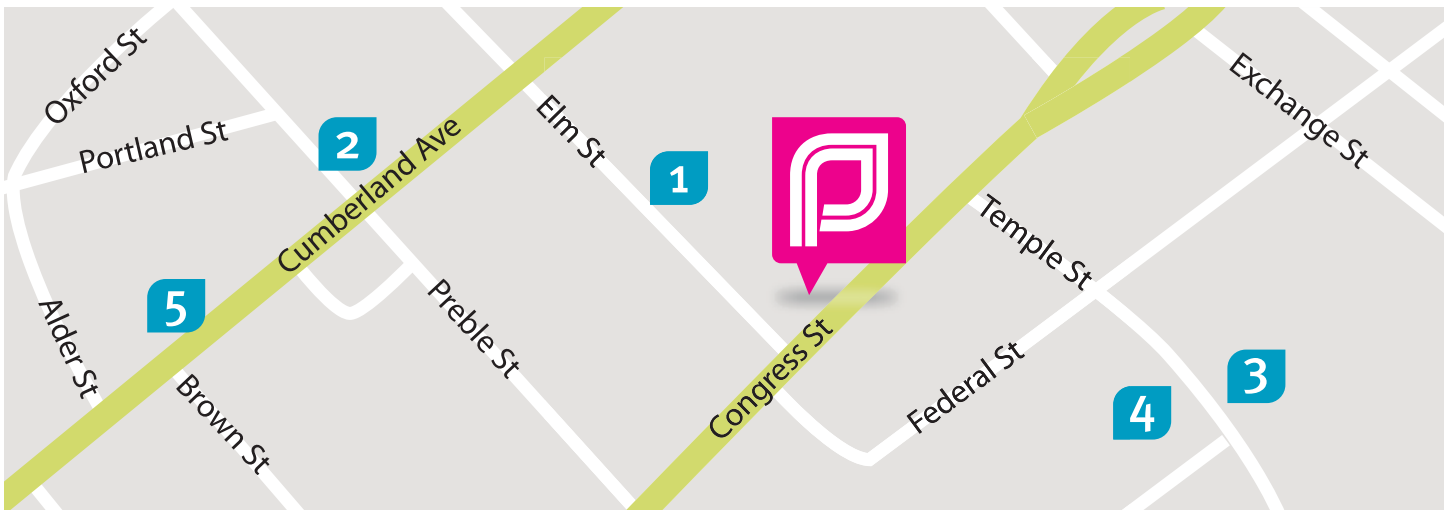 Oxford St
Portland St
2
Cumberland Ave
Elm St
1
Exchange St
Temple St
5
Alder St
Preble St
Brown St
Congress St
Federal St
3
4